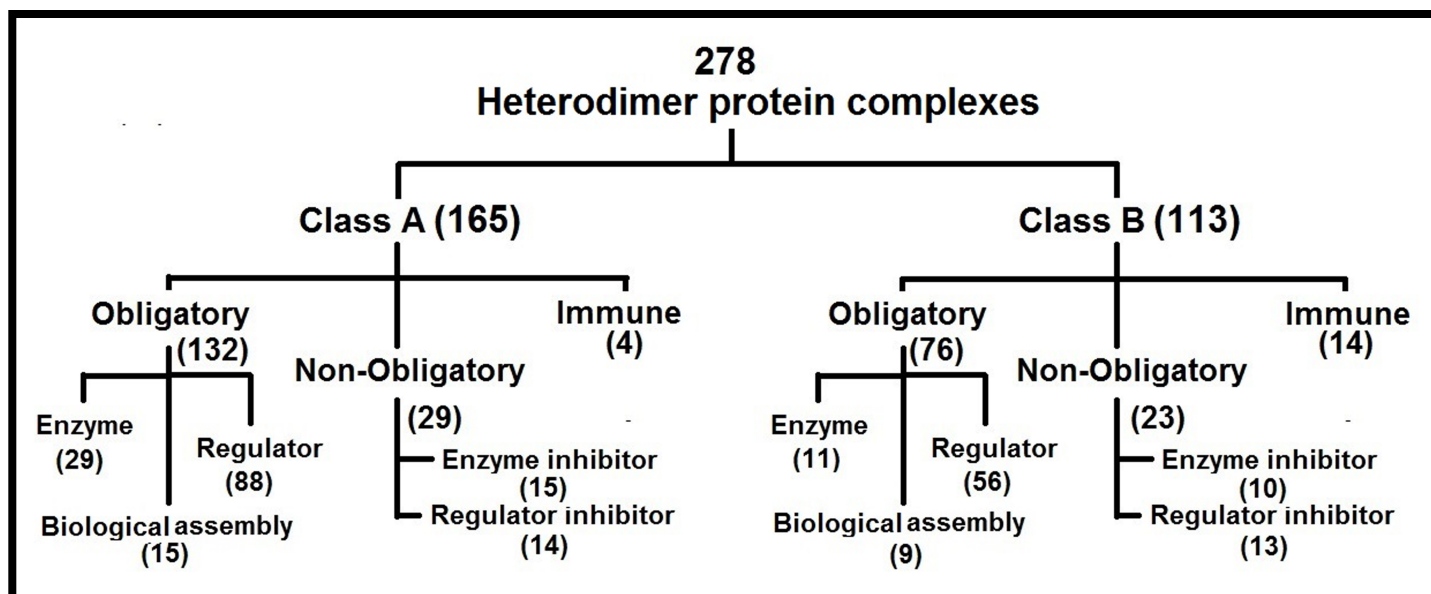 278
Heterodimer protein complexes
Class A (165)
Class B (113)
Obligatory
(132)
Non-Obligatory
(29)
Immune
(4)
Enzyme
(29)
Regulator
(88)
Biological assembly
(15)
Enzyme inhibitor
(15)
Regulator inhibitor
(14)
Obligatory
(76)
Non-Obligatory
(23)
Immune
(14)
Enzyme
(11)
Regulator
(56)
Biological assembly
(9)
Enzyme inhibitor
(10)
Regulator inhibitor
(13)